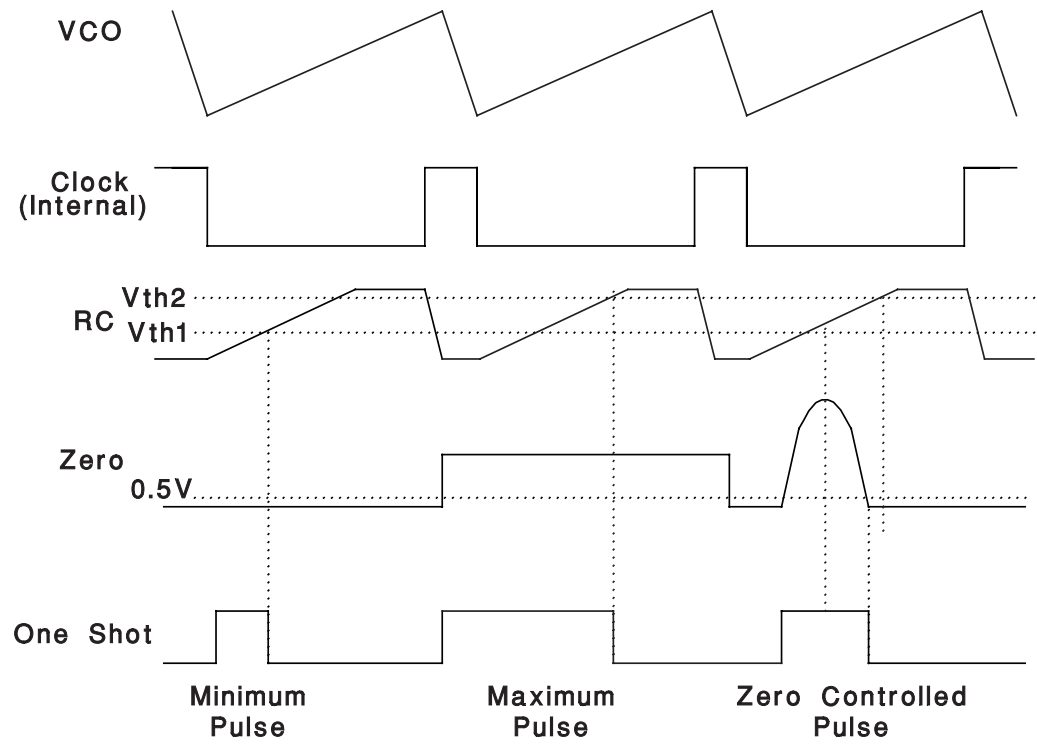 VCO
Clock
(Internal)
Vth2
RC
Vth1
Zero
0.5V
One Shot
Minimum
Pulse
Maximum
Pulse
Zero Controlled
Pulse